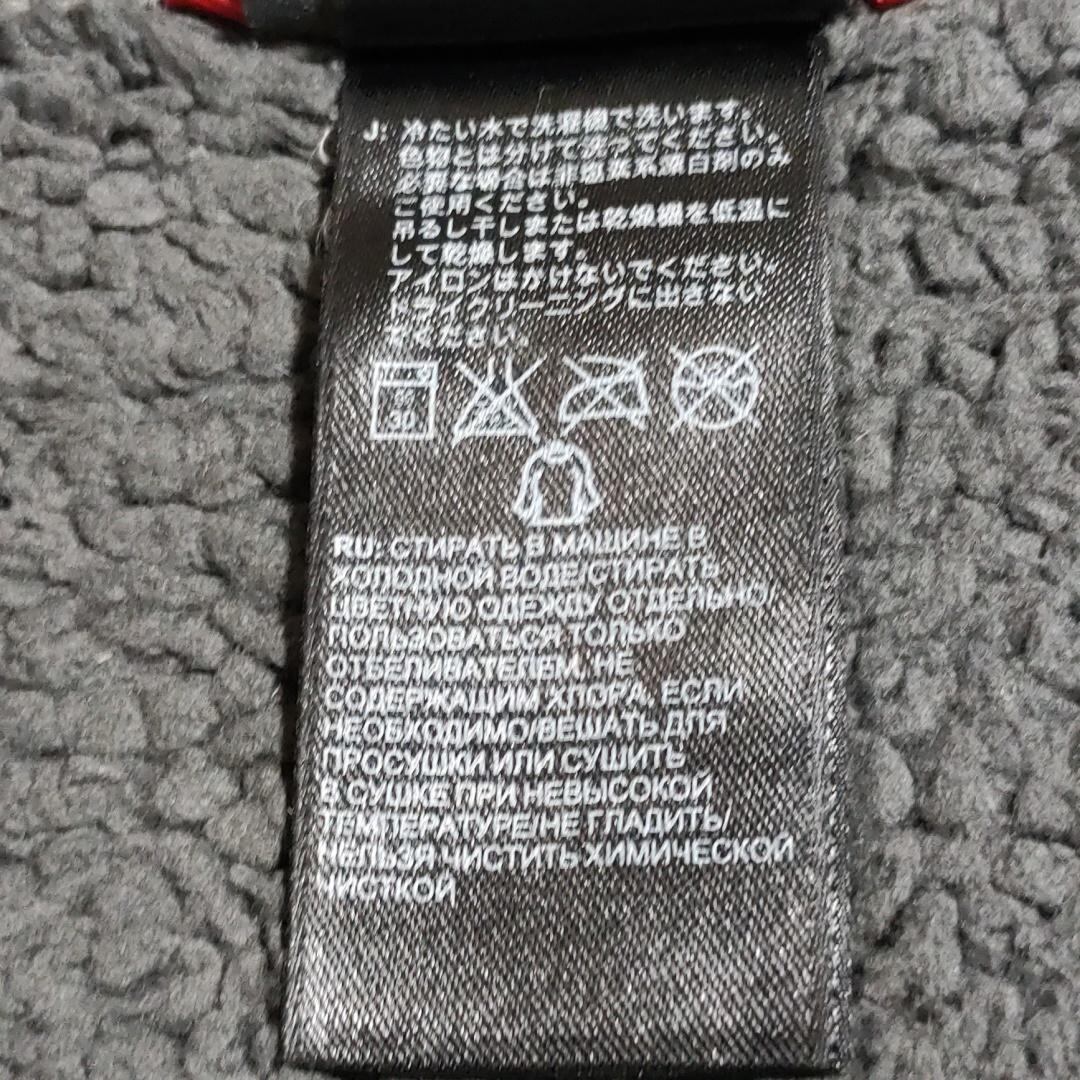 J: 冷たい水で洗濯機で洗います。
色物とは分けて洗ってください。
必要な場合は非塩素系漂白剤のみ
ご使用ください。
吊るし干しまたは乾燥機を低温に
して乾燥します。
アイロンはかけないでください。
ドライクリーニングに出さない
でください。
30
RU: СТИРАТЬ В МАШИНЕ В
ХОЛОДНОЙ ВОДЕ/СТИРАТЬ
ЦВЕТНУЮ ОДЕЖДУ ОТДЕЛЬНО/
ПОЛЬЗОВАТЬСЯ ТОЛЬКО
ОТБЕЛИВАТЕЛЕМ, НЕ
СОДЕРЖАЩИМ ХЛОРА, ЕСЛИ
НЕОБХОДИМО/ВЕШАТЬ ДЛЯ
ПРОСУШКИ ИЛИ СУШИТЬ
В СУШКЕ ПРИ НЕВЫСОКОЙ
ТЕМПЕРАТУРЕ/НЕ ГЛАДИТЬ/
НЕЛЬЗЯ ЧИСТИТЬ ХИМИЧЕСКОЙ
ЧИСТКОЙ